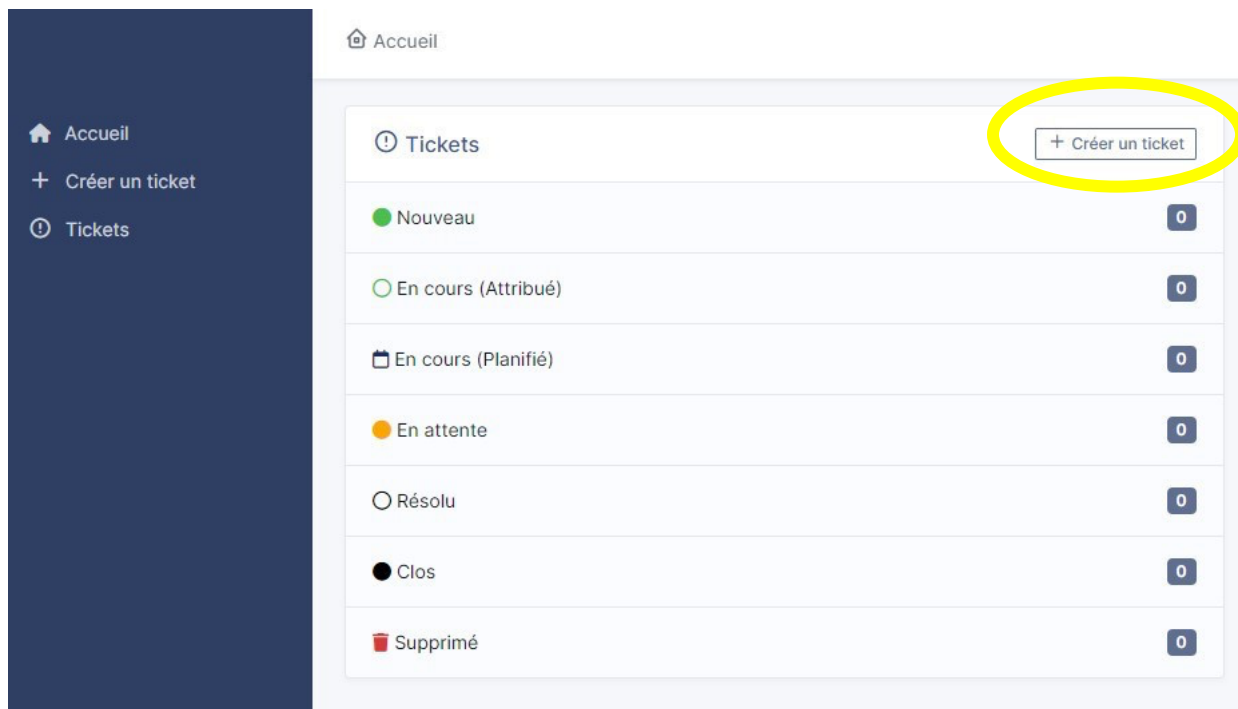 Accueil
Accueil
+ Créer un ticket
Tickets
Tickets
+ Créer un ticket
Nouveau 0
En cours (Attribué) 0
En cours (Planifié) 0
En attente 0
Résolu 0
Clos 0
Supprimé 0